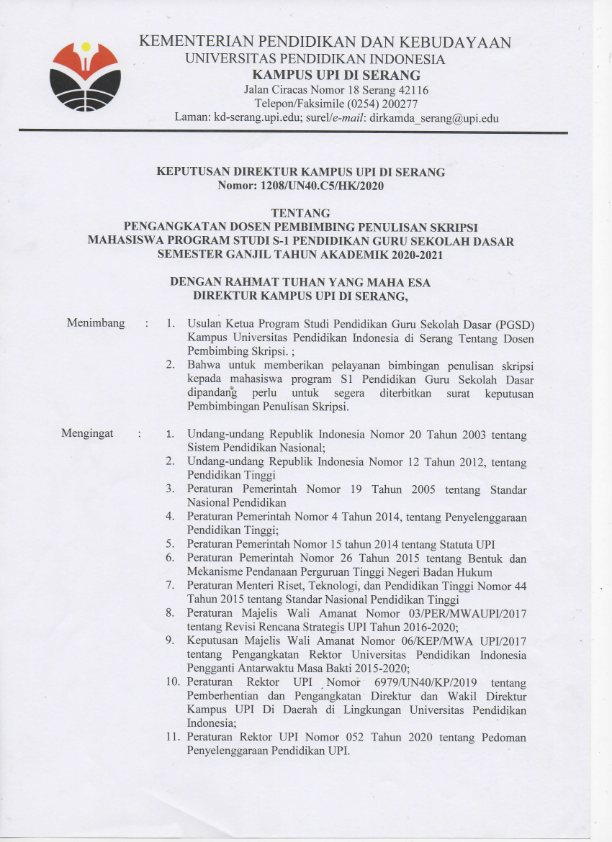 KEMENTERIAN PENDIDIKAN DAN KEBUDAYAAN
UNIVERSITAS PENDIDIKAN INDONESIA
KAMPUS UPI DI SERANG
Jalan Ciracas Nomor 18 Serang 42116
Telepon/Faksimile (0254) 200277
Laman: kd-serang.upi.edu; surel/e-mail: dirkamda_serang@upi.edu
KEPUTUSAN DIREKTUR KAMPUS UPI DI SERANG
Nomor: 1208/UN40.C5/HK/2020
TENTANG
PENGANGKATAN DOSEN PEMBIMBING PENULISAN SKRIPSI
MAHASISWA PROGRAM STUDI S-1 PENDIDIKAN GURU SEKOLAH DASAR
SEMESTER GANJIL TAHUN AKADEMIK 2020-2021
DENGAN RAHMAT TUHAN YANG MAHA ESA
DIREKTUR KAMPUS UPI DI SERANG,
Menimbang : 1. Usulan Ketua Program Studi Pendidikan Guru Sekolah Dasar (PGSD)
Kampus Universitas Pendidikan Indonesia di Serang Tentang Dosen
Pembimbing Skripsi. ;
2. Bahwa untuk memberikan pelayanan bimbingan penulisan skripsi
kepada mahasiswa program S1 Pendidikan Guru Sekolah Dasar
dipandang perlu untuk segera diterbitkan surat keputusan
Pembimbingan Penulisan Skripsi.
Mengingat : 1. Undang-undang Republik Indonesia Nomor 20 Tahun 2003 tentang
Sistem Pendidikan Nasional;
2. Undang-undang Republik Indonesia Nomor 12 Tahun 2012, tentang
Pendidikan Tinggi
3. Peraturan Pemerintah Nomor 19 Tahun 2005 tentang Standar
Nasional Pendidikan
4. Peraturan Pemerintah Nomor 4 Tahun 2014, tentang Penyelenggaraan
Pendidikan Tinggi;
5. Peraturan Pemerintah Nomor 15 tahun 2014 tentang Statuta UPI
6. Peraturan Pemerintah Nomor 26 Tahun 2015 tentang Bentuk dan
Mekanisme Pendanaan Perguruan Tinggi Negeri Badan Hukum
7. Peraturan Menteri Riset, Teknologi, dan Pendidikan Tinggi Nomor 44
Tahun 2015 tentang Standar Nasional Pendidikan Tinggi
8. Peraturan Majelis Wali Amanat Nomor 03/PER/MWAUPI/2017
tentang Revisi Rencana Strategis UPI Tahun 2016-2020;
9. Keputusan Majelis Wali Amanat Nomor 06/KEP/MWA UPI/2017
tentang Pengangkatan Rektor Universitas Pendidikan Indonesia
Pengganti Antarwaktu Masa Bakti 2015-2020;
10. Peraturan Rektor UPI Nomor 6979/UN40/KP/2019 tentang
Pemberhentian dan Pengangkatan Direktur dan Wakil Direktur
Kampus UPI Di Daerah di Lingkungan Universitas Pendidikan
Indonesia;
11. Peraturan Rektor UPI Nomor 052 Tahun 2020 tentang Pedoman
Penyelenggaraan Pendidikan UPI.